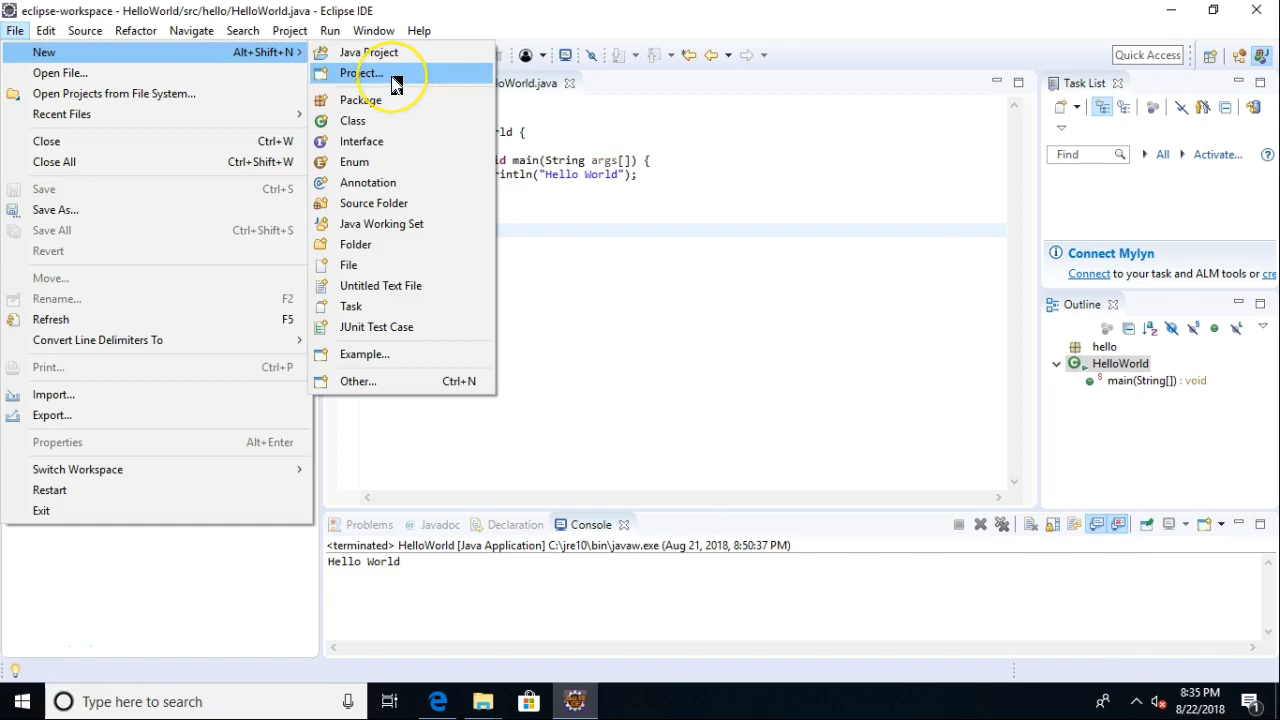 eclipse-workspace - HelloWorld/src/hello/HelloWorld.java - Eclipse IDE
File Edit Source Refactor Navigate Search Project Run Window Help
New Alt+Shift+N
Open File...
Open Projects from File System...
Recent Files
Close Ctrl+W
Close All Ctrl+Shift+W
Save Ctrl+S
Save As...
Save All Ctrl+Shift+S
Revert
Move...
Rename... F2
Refresh F5
Convert Line Delimiters To
Print... Ctrl+P
Import...
Export...
Properties Alt+Enter
Switch Workspace
Restart
Exit
Java Project
Project...
Package
Class
Interface
Enum
Annotation
Source Folder
Java Working Set
Folder
File
Untitled Text File
Task
JUnit Test Case
Example...
Other... Ctrl+N
loWorld.java
ld {
id main(String args[]) {
ntln("Hello World");
Quick Access
Task List
Find All Activate...
Connect Mylyn
Connect to your task and ALM tools or cre
Outline
hello
HelloWorld
main(String[]) : void
Problems Javadoc Declaration Console
<terminated> HelloWorld [Java Application] C:\jre10\bin\javaw.exe (Aug 21, 2018, 8:50:37 PM)
Hello World
Type here to search
8:35 PM
8/22/2018
1